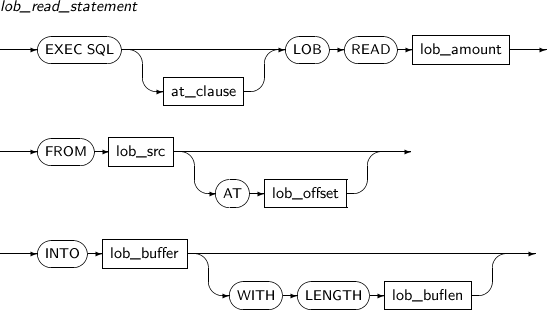 lob_read_statement
EXEC SQL LOB READ lob_amount
at_clause
FROM lob_src
AT lob_offset
INTO lob_buffer
WITH LENGTH lob_buflen